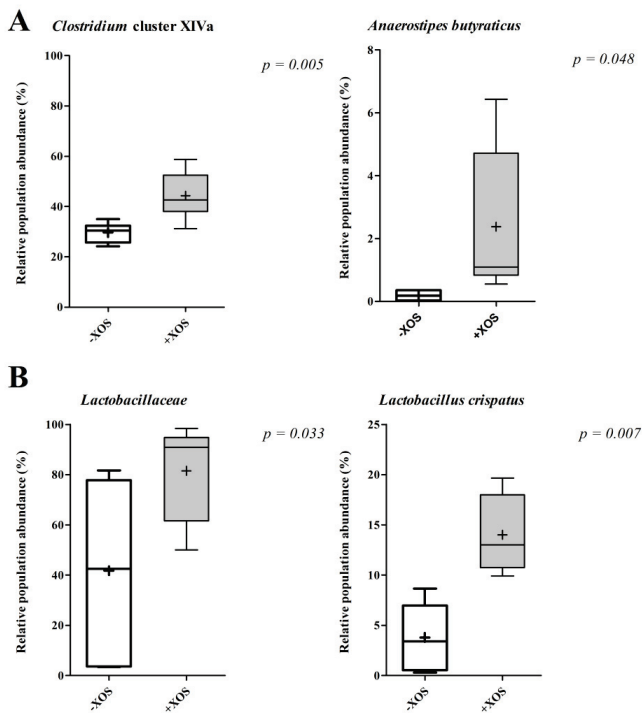 A
Clostridium cluster XIVa
p = 0.005
Relative population abundance (%)
100
80
60
40
20
0
-XOS
+XOS
Anaerostipes butyraticus
p = 0.048
Relative population abundance (%)
8
6
4
2
0
-XOS
+XOS
B
Lactobacillaceae
p = 0.033
Relative population abundance (%)
100
80
60
40
20
0
-XOS
+XOS
Lactobacillus crispatus
p = 0.007
Relative population abundance (%)
25
20
15
10
5
0
-XOS
+XOS